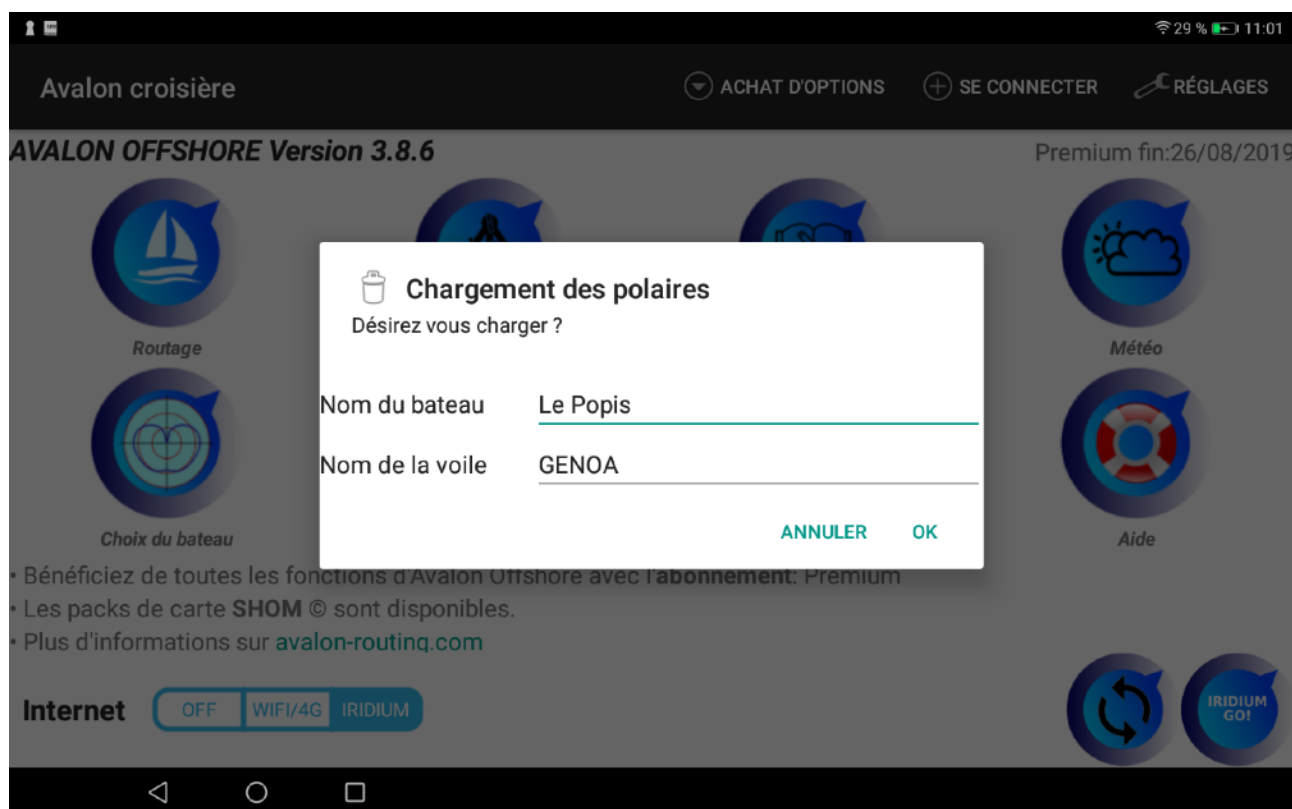 29 % 11:01
Avalon croisière
ACHAT D'OPTIONS
SE CONNECTER
RÉGLAGES
AVALON OFFSHORE Version 3.8.6
Premium fin:26/08/2019
Chargement des polaires
Désirez vous charger ?
Routage
Météo
Nom du bateau Le Popis
Nom de la voile GENOA
ANNULER OK
Choix du bateau
Aide
• Bénéficiez de toutes les fonctions d'Avalon Offshore avec l'abonnement: Premium
• Les packs de carte SHOM © sont disponibles.
• Plus d'informations sur avalon-routing.com
Internet OFF WIFI/4G IRIDIUM
IRIDIUM
GO!